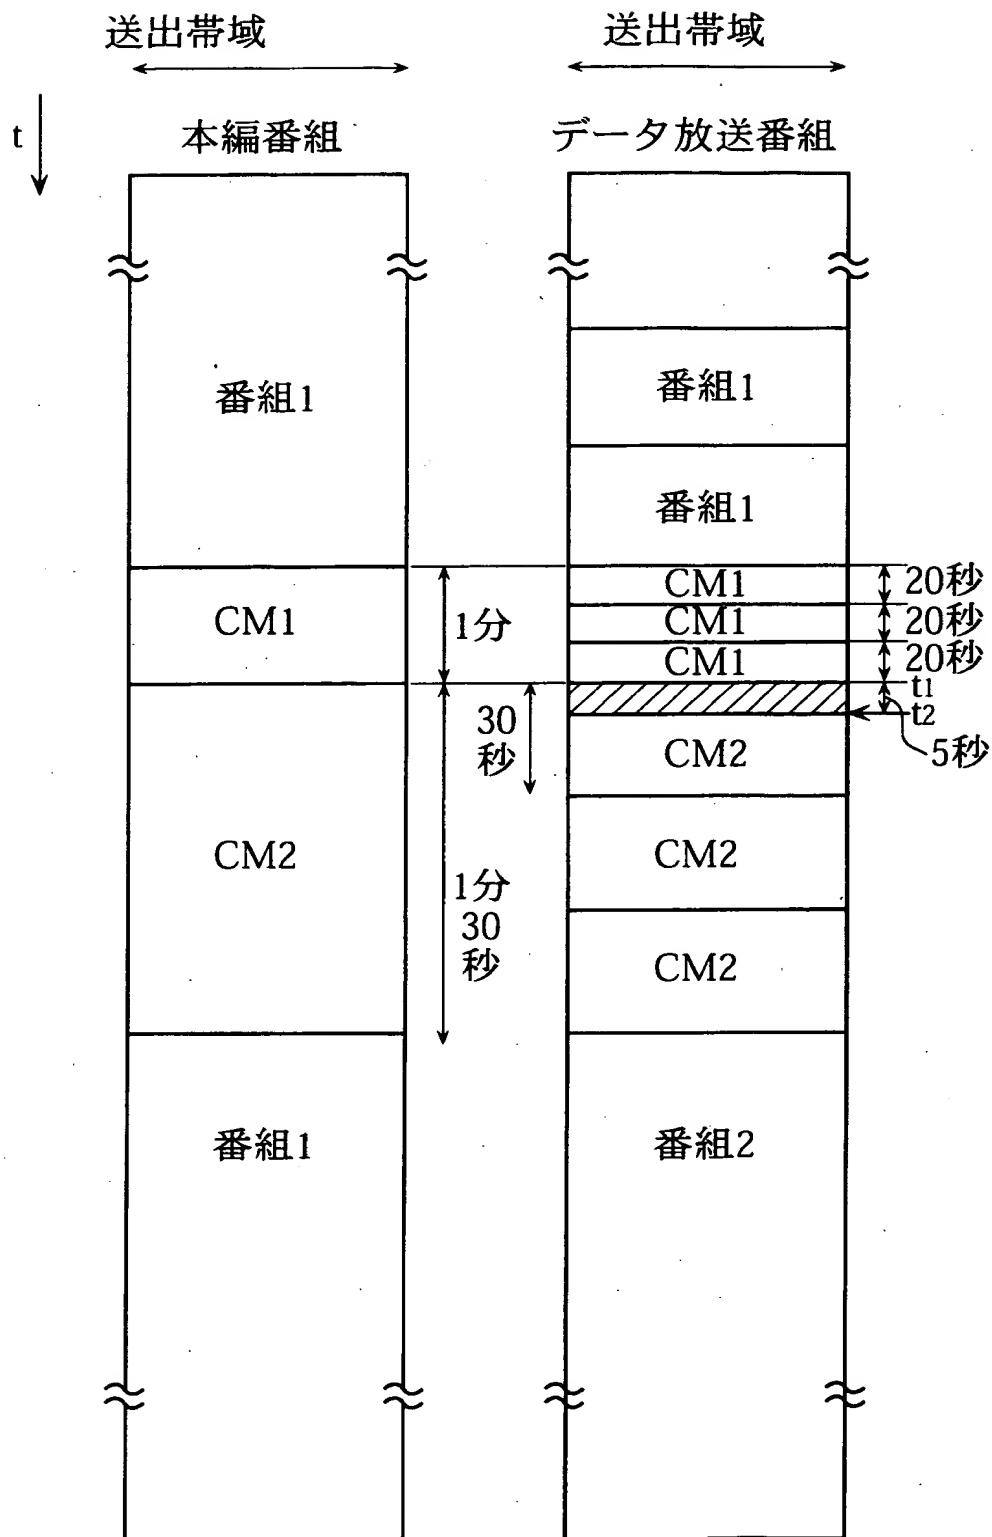 送出帯域
送出帯域
t
本編番組
データ放送番組
番組1
番組1
番組1
CM1
1分
CM1
20秒
CM1
20秒
CM1
20秒
t1
t2
5秒
30
秒
CM2
CM2
CM2
1分
30
秒
CM2
番組1
番組2